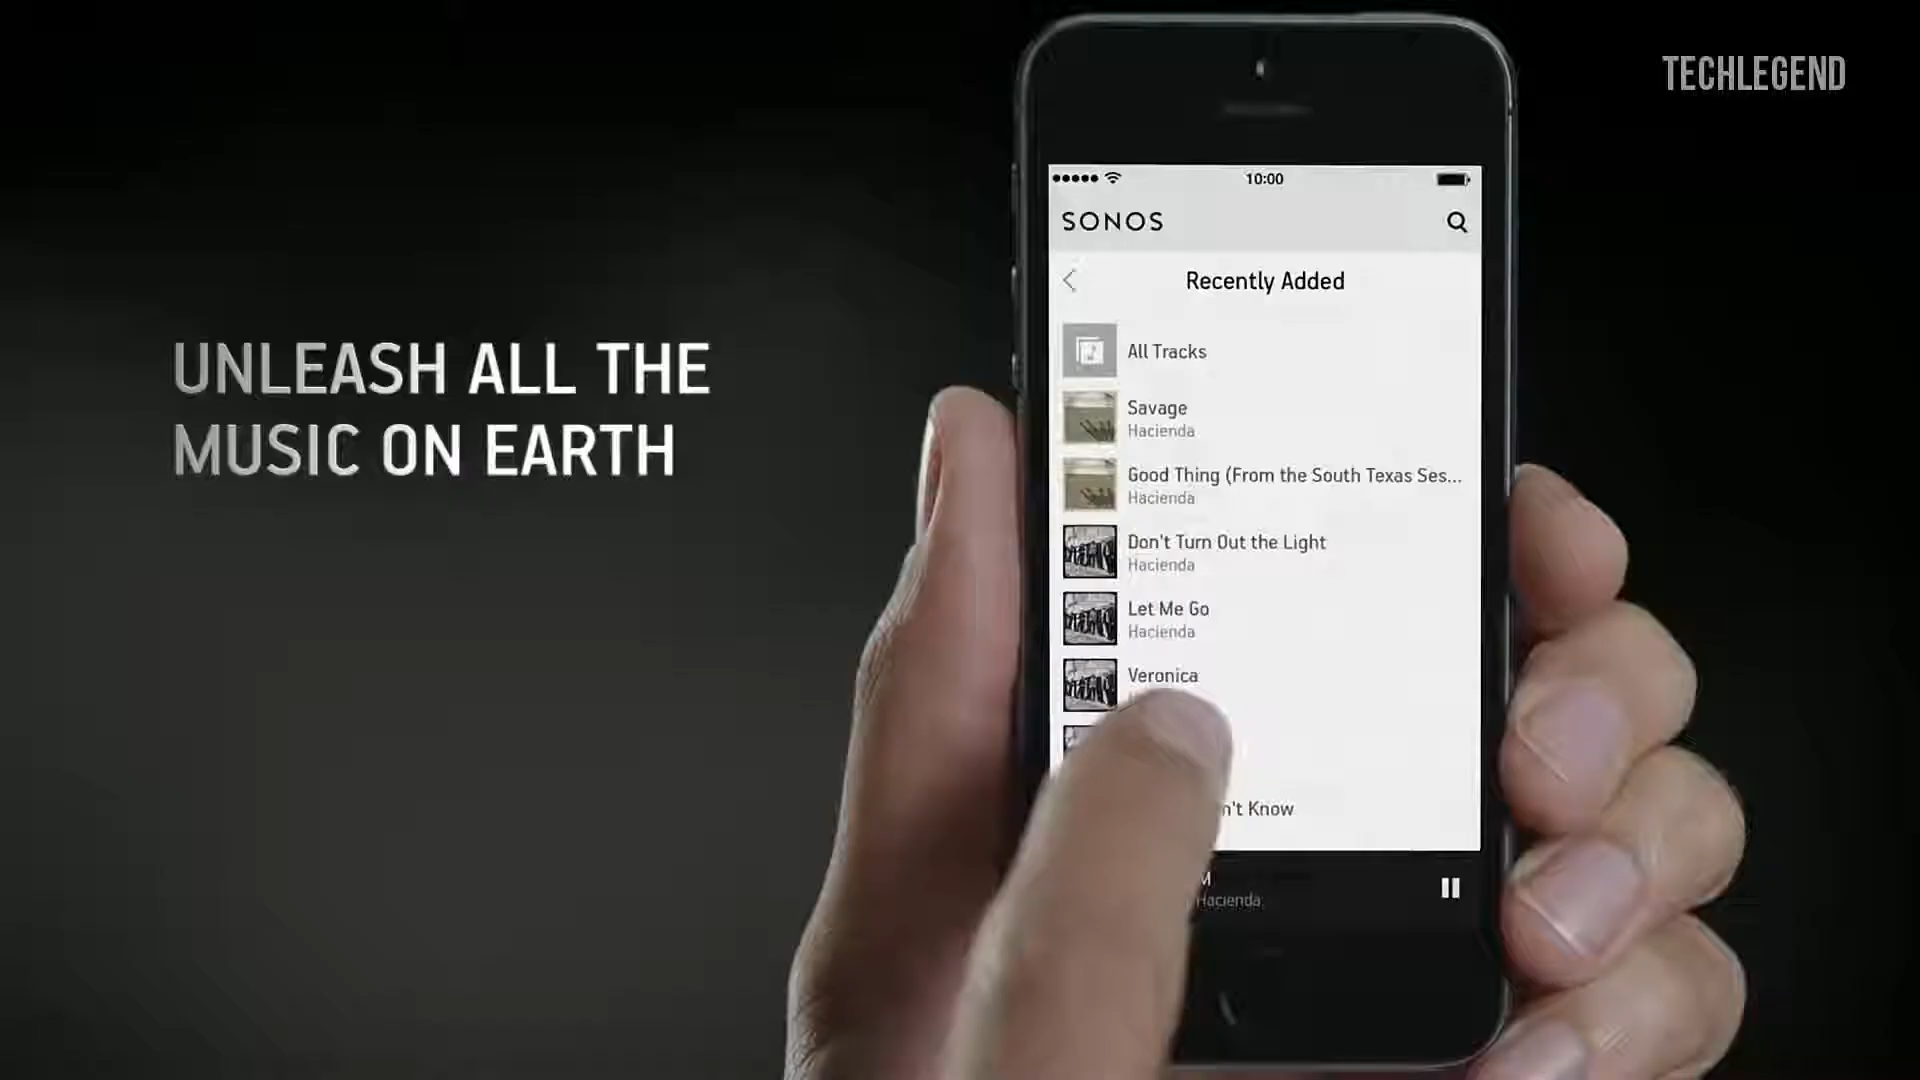 TECHLEGEND
UNLEASH ALL THE
MUSIC ON EARTH
10:00
SONOS
Recently Added
All Tracks
Savage
Hacienda
Good Thing (From the South Texas Ses...
Hacienda
Don't Turn Out the Light
Hacienda
Let Me Go
Hacienda
Veronica
Know
Hacienda